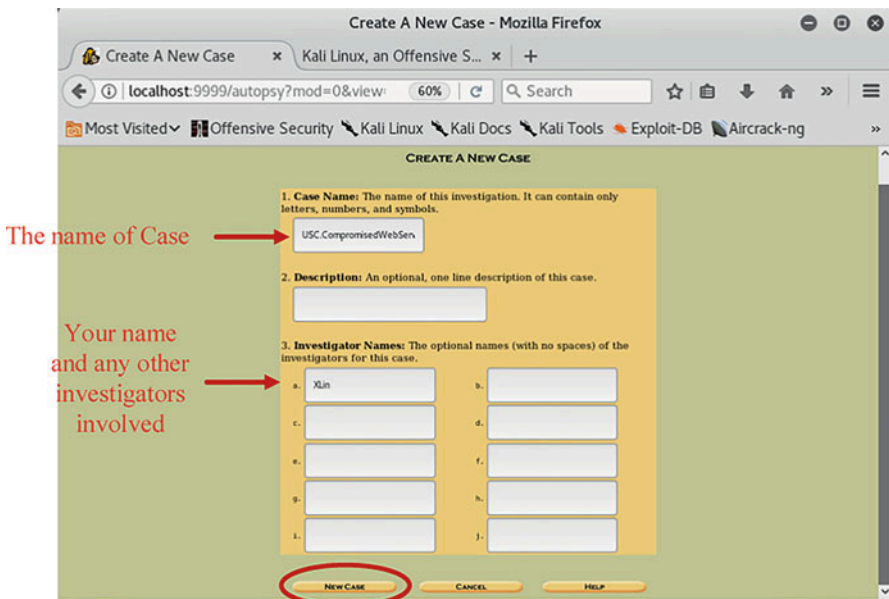 Create A New Case - Mozilla Firefox
Create A New Case × Kali Linux, an Offensive S... × +
localhost:9999/autopsy?mod=0&view= 60% Search
Most Visited Offensive Security Kali Linux Kali Docs Kali Tools Exploit-DB Aircrack-ng »
CREATE A NEW CASE
1. Case Name: The name of this investigation. It can contain only
letters, numbers, and symbols.
The name of Case
USC.CompromisedWebServ
2. Description: An optional, one line description of this case.
Your name
and any other
investigators
involved
3. Investigator Names: The optional names (with no spaces) of the
investigators for this case.
a. XLin b.
c. d.
e. f.
g. h.
i. j.
NEW CASE CANCEL HELP